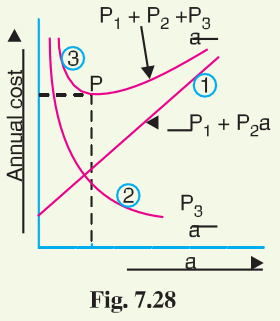 P₁ + P₂ + P₃
a
③
①
P
Annual cost
P₁ + P₂a
②
P₃
a
a
Fig. 7.28